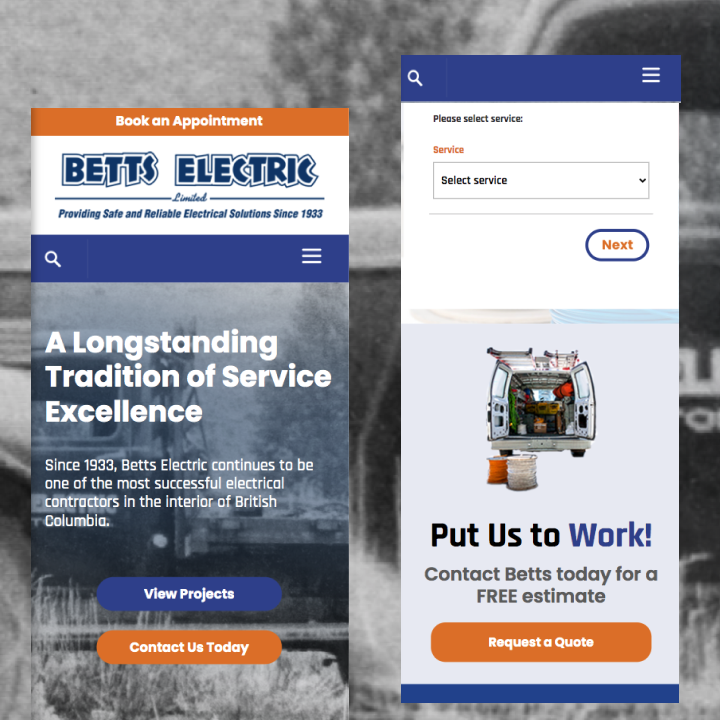 Book an Appointment
BETTS ELECTRIC
Limited
Providing Safe and Reliable Electrical Solutions Since 1933
A Longstanding
Tradition of Service
Excellence
Since 1933, Betts Electric continues to be
one of the most successful electrical
contractors in the interior of British
Columbia.
View Projects
Contact Us Today
Please select service:
Service
Select service
Next
Put Us to Work!
Contact Betts today for a
FREE estimate
Request a Quote